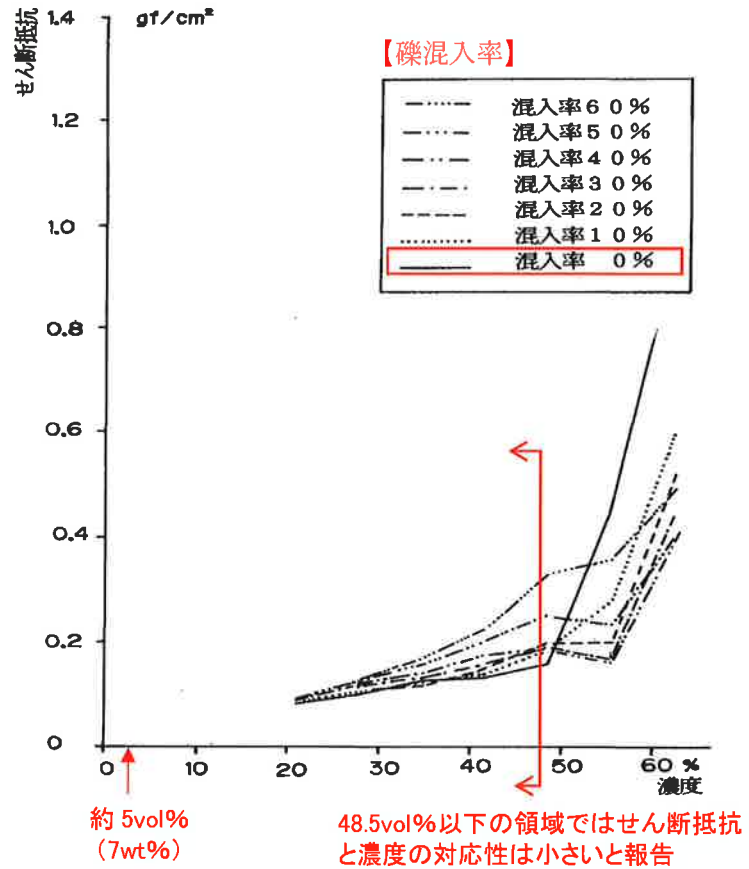 せん断抵抗
gf/cm²
1.4
1.2
1.0
0.8
0.6
0.4
0.2
0
【礫混入率】
混入率60%
混入率50%
混入率40%
混入率30%
混入率20%
混入率10%
混入率 0%
0 10 20 30 40 50 60 %
濃度
約5vol%
(7wt%)
48.5vol%以下の領域ではせん断抵抗
と濃度の対応性は小さいと報告